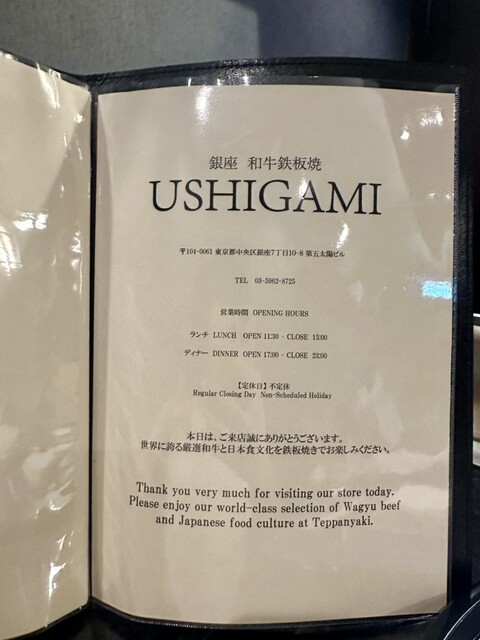 銀座 和牛鉄板焼
USHIGAMI
〒104-0061 東京都中央区銀座7丁目10-8 第五太陽ビル
TEL 03-5962-8725
営業時間 OPENING HOURS
ランチ LUNCH OPEN 11:30 - CLOSE 15:00
ディナー DINNER OPEN 17:00 - CLOSE 23:00
【定休日】不定休
Regular Closing Day Non-Scheduled Holiday
本日は、ご来店誠にありがとうございます。
世界に誇る厳選和牛と日本食文化を鉄板焼きでお楽しみください。
Thank you very much for visiting our store today.
Please enjoy our world-class selection of Wagyu beef
and Japanese food culture at Teppanyaki.